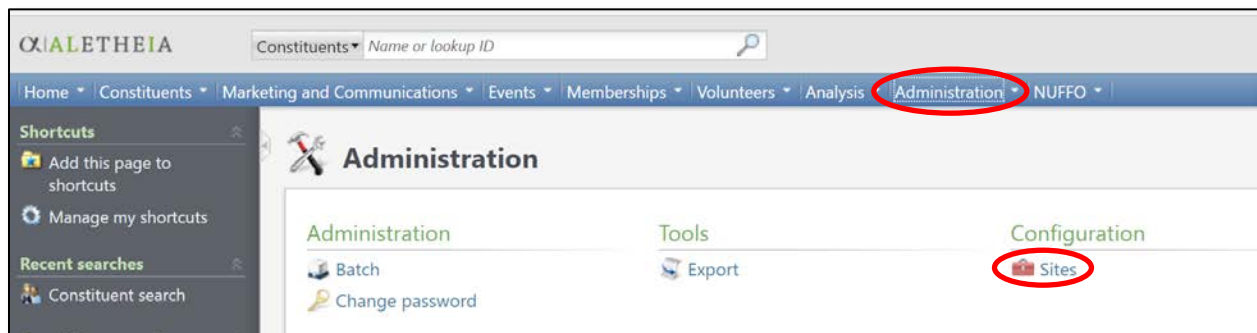 α|ALETHEIA
Constituents Name or lookup ID
Home Constituents Marketing and Communications Events Memberships Volunteers Analysis Administration NUFFO
Shortcuts
Add this page to
shortcuts
Manage my shortcuts
Recent searches
Constituent search
Administration
Administration
Batch
Change password
Tools
Export
Configuration
Sites